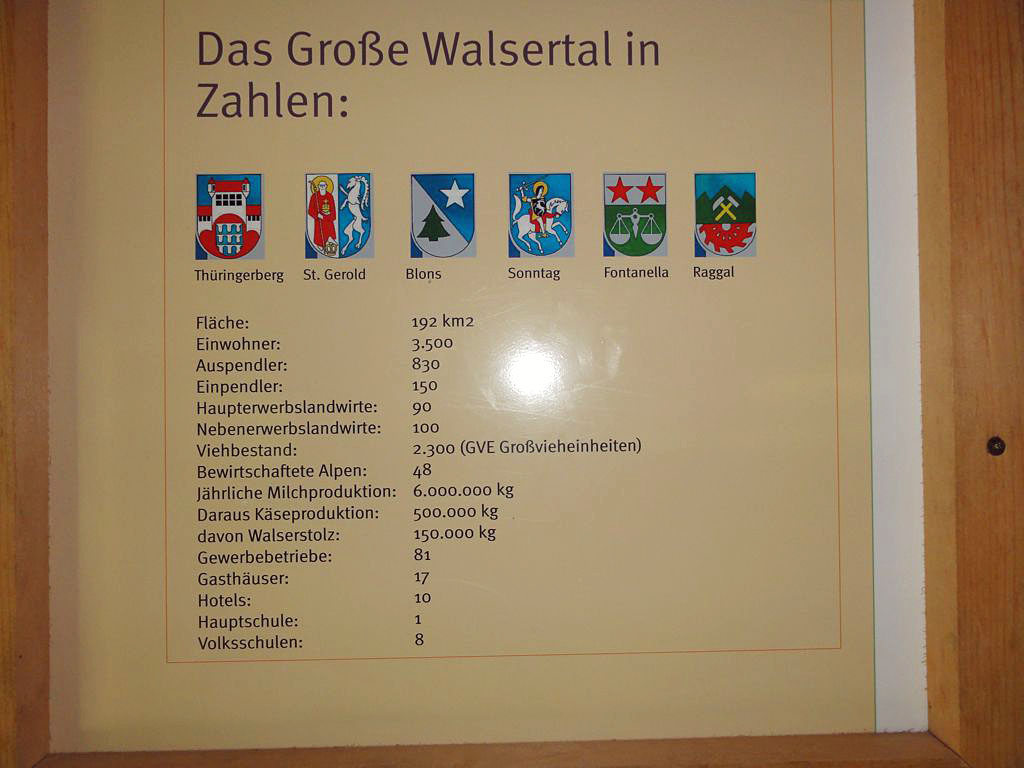 Das Große Walsertal in
Zahlen:
Thüringerberg St. Gerold Blons Sonntag Fontanella Raggal
Fläche: 192 km2
Einwohner: 3.500
Auspendler: 830
Einpendler: 150
Haupterwerbslandwirte: 90
Nebenerwerbslandwirte: 100
Viehbestand: 2.300 (GVE Großvieheinheiten)
Bewirtschaftete Alpen: 48
Jährliche Milchproduktion: 6.000.000 kg
Daraus Käseproduktion: 500.000 kg
davon Walserstolz: 150.000 kg
Gewerbebetriebe: 81
Gasthäuser: 17
Hotels: 10
Hauptschule: 1
Volksschulen: 8